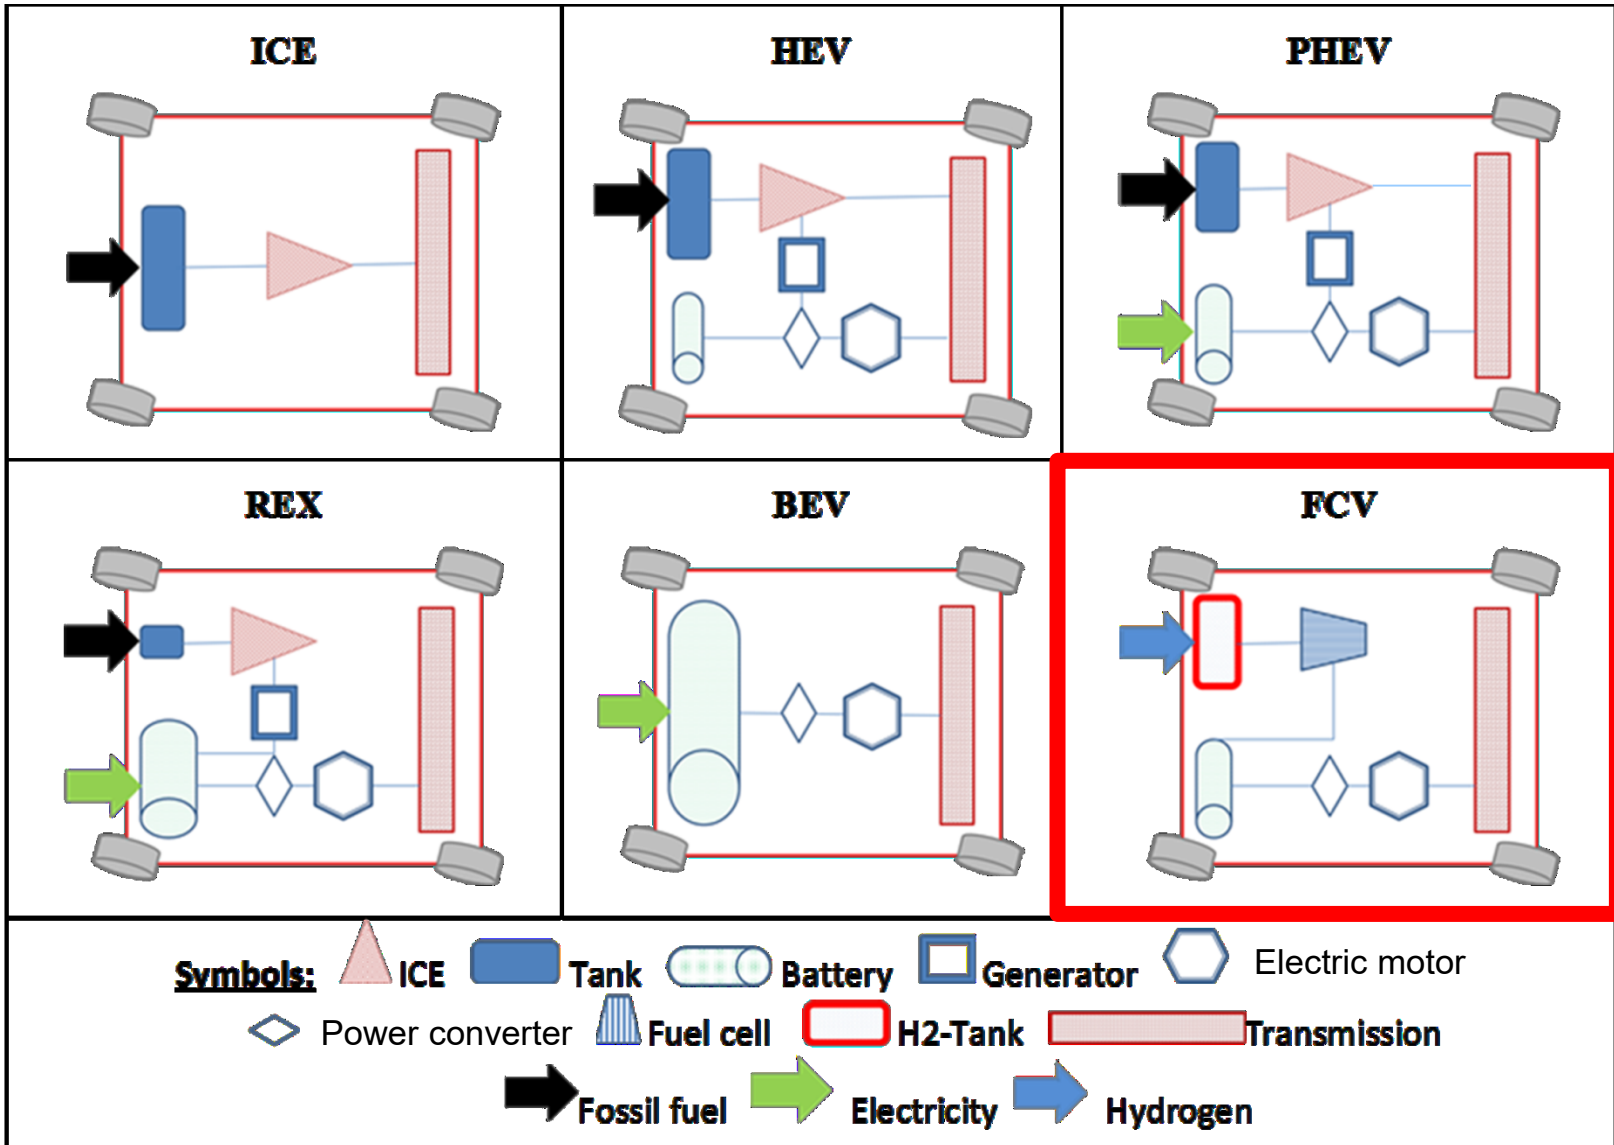 ICE
HEV
PHEV
REX
BEV
FCV
Symbols: ICE Tank Battery Generator Electric motor
Power converter Fuel cell H2-Tank Transmission
Fossil fuel Electricity Hydrogen